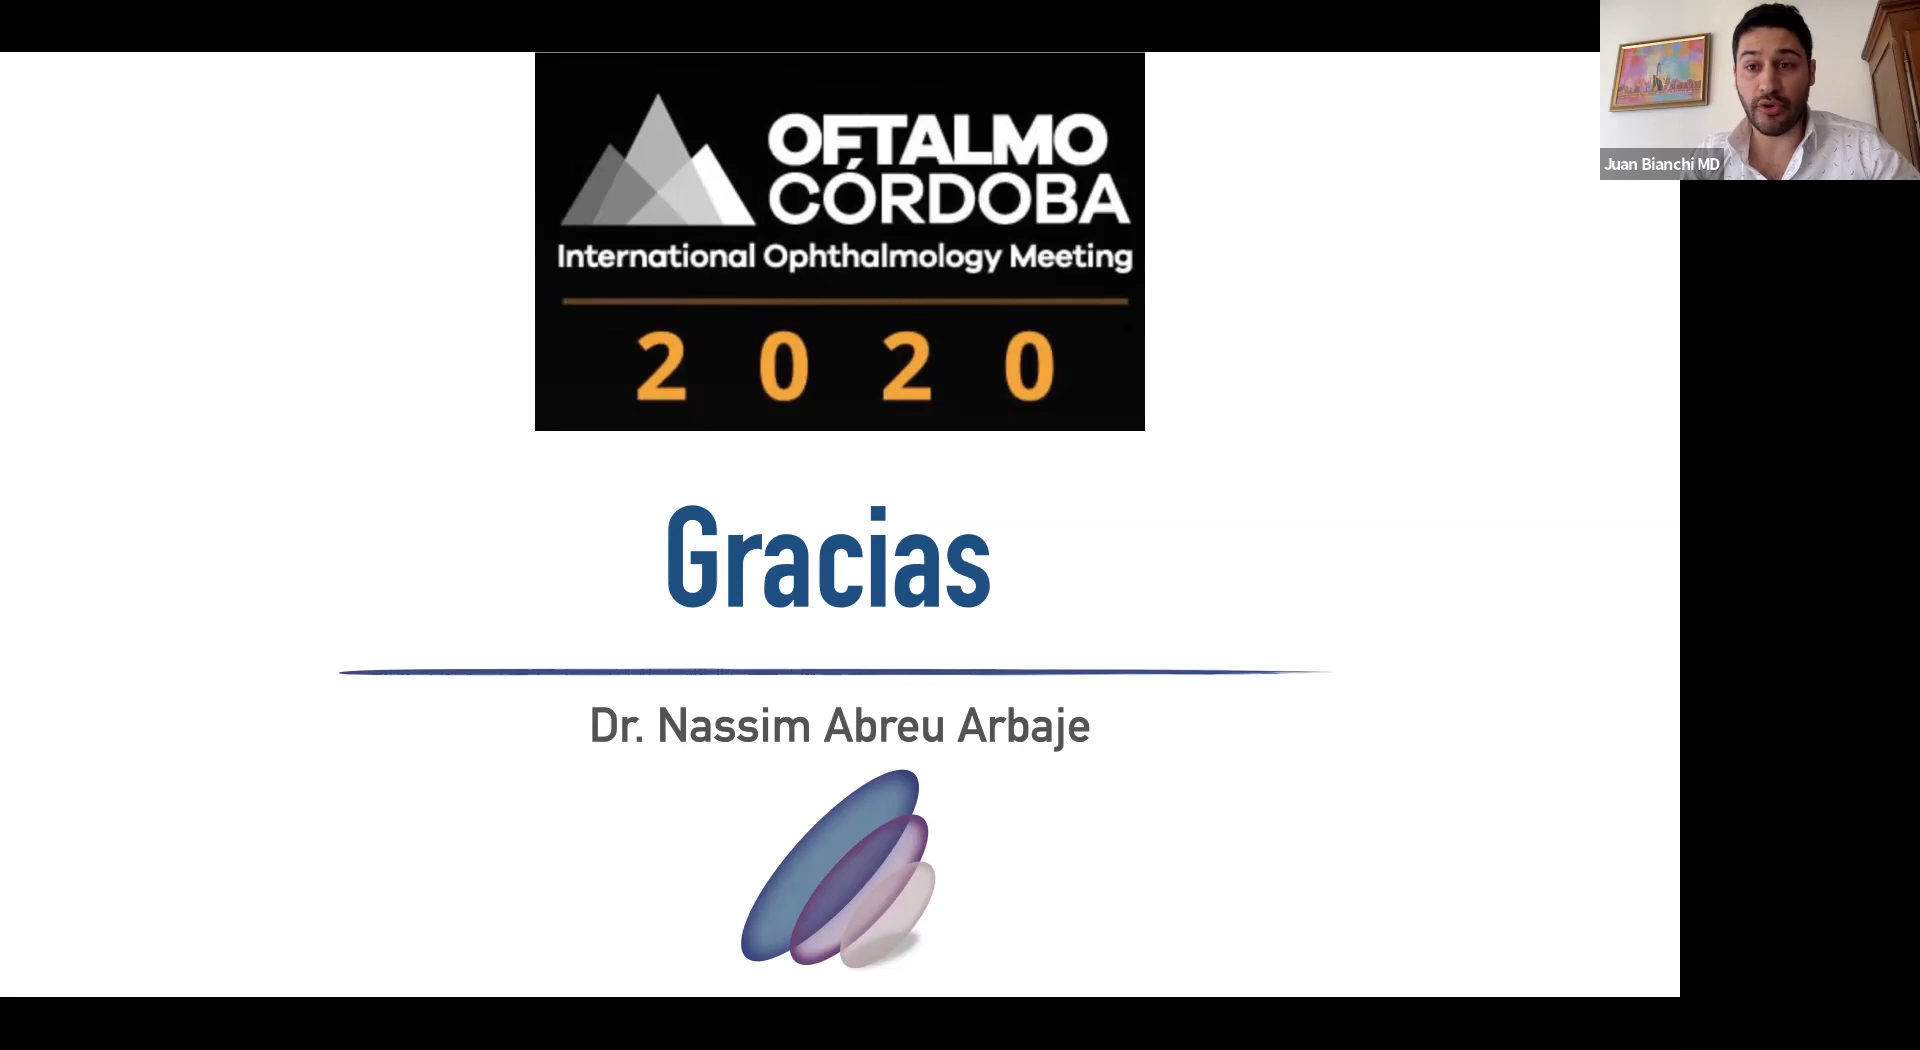 OFTALMO
CÓRDOBA
International Ophthalmology Meeting
2020
Gracias
Dr. Nassim Abreu Arbaje
Juan Bianchi MD